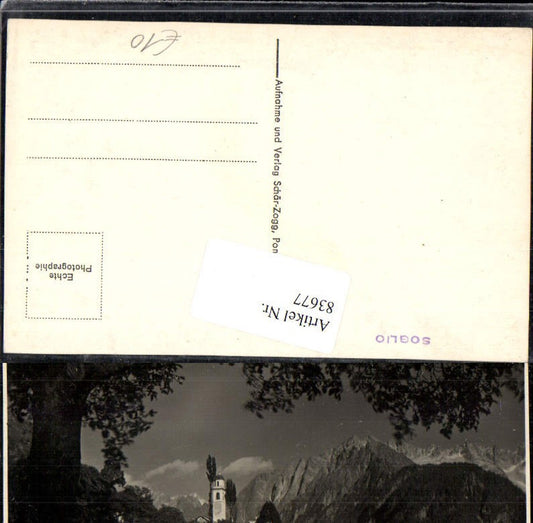 £10
Aufnahme und Verlag Schär-Zogg, Pon
Echte
Photographie
Artikel Nr.
83677
SOGLIO